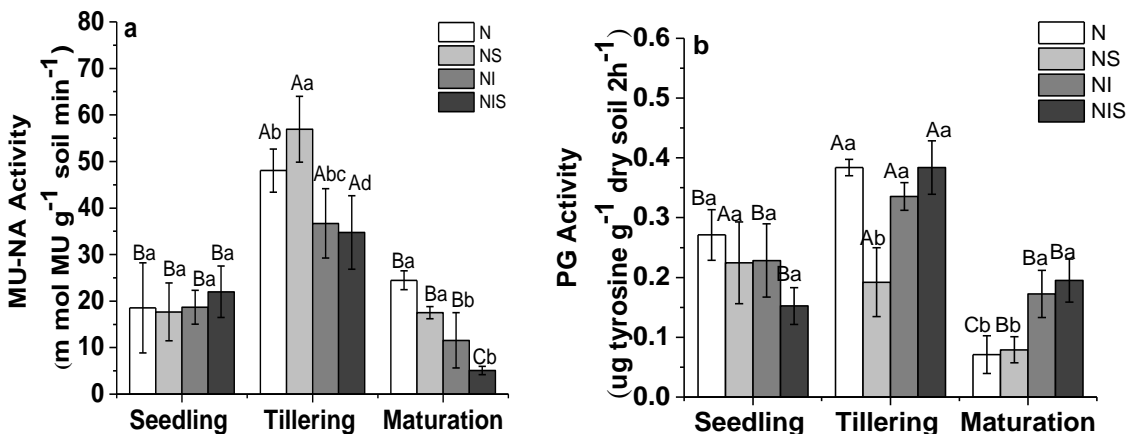 a
MU-NA Activity
(m mol MU g⁻¹ soil min⁻¹)
80
70
60
50
40
30
20
10
0
N
NS
NI
NIS
Ba
Ba
Ba
Ba
Ab
Aa
Abc
Ad
Ba
Ba
Bb
Cb
Seedling Tillering Maturation
b
PG Activity
(ug tyrosine g⁻¹ dry soil 2h⁻¹)
0.6
0.5
0.4
0.3
0.2
0.1
0.0
N
NS
NI
NIS
Ba
Aa
Ba
Ba
Aa
Ab
Aa
Aa
Cb
Bb
Ba
Ba
Seedling Tillering Maturation